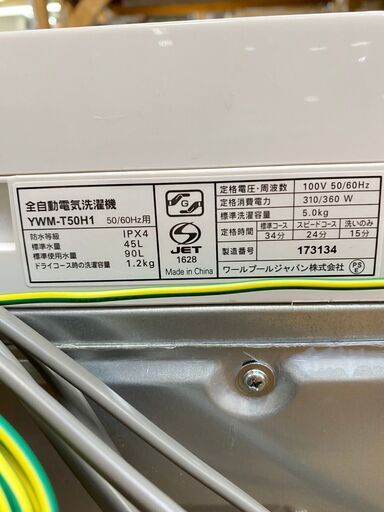 全自動電気洗濯機
YWM-T50H1 50/60Hz用
防水等級 IPX4
標準水量 45L
標準使用水量 90L
ドライコース時の洗濯容量 1.2kg
G
S
JET
1628
Made in China
定格電圧・周波数 100V 50/60Hz
定格消費電力 310/360 W
標準洗濯容量 5.0kg
定格時間 標準コース スピードコース 洗いのみ
34分 24分 15分
製造番号 173134
ワールプールジャパン株式会社 PS E